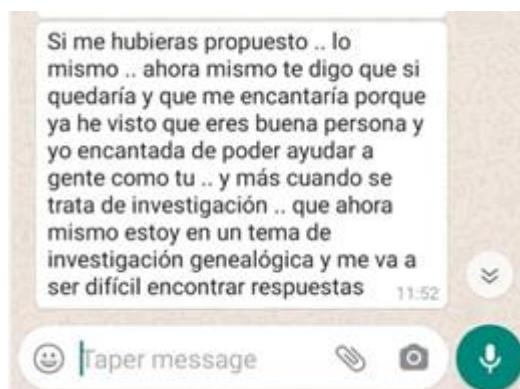 Si me hubieras propuesto .. lo
mismo .. ahora mismo te digo que si
quedaría y que me encantaría porque
ya he visto que eres buena persona y
yo encantada de poder ayudar a
gente como tu .. y más cuando se
trata de investigación .. que ahora
mismo estoy en un tema de
investigación genealógica y me va a
ser difícil encontrar respuestas
11:52
Taper message